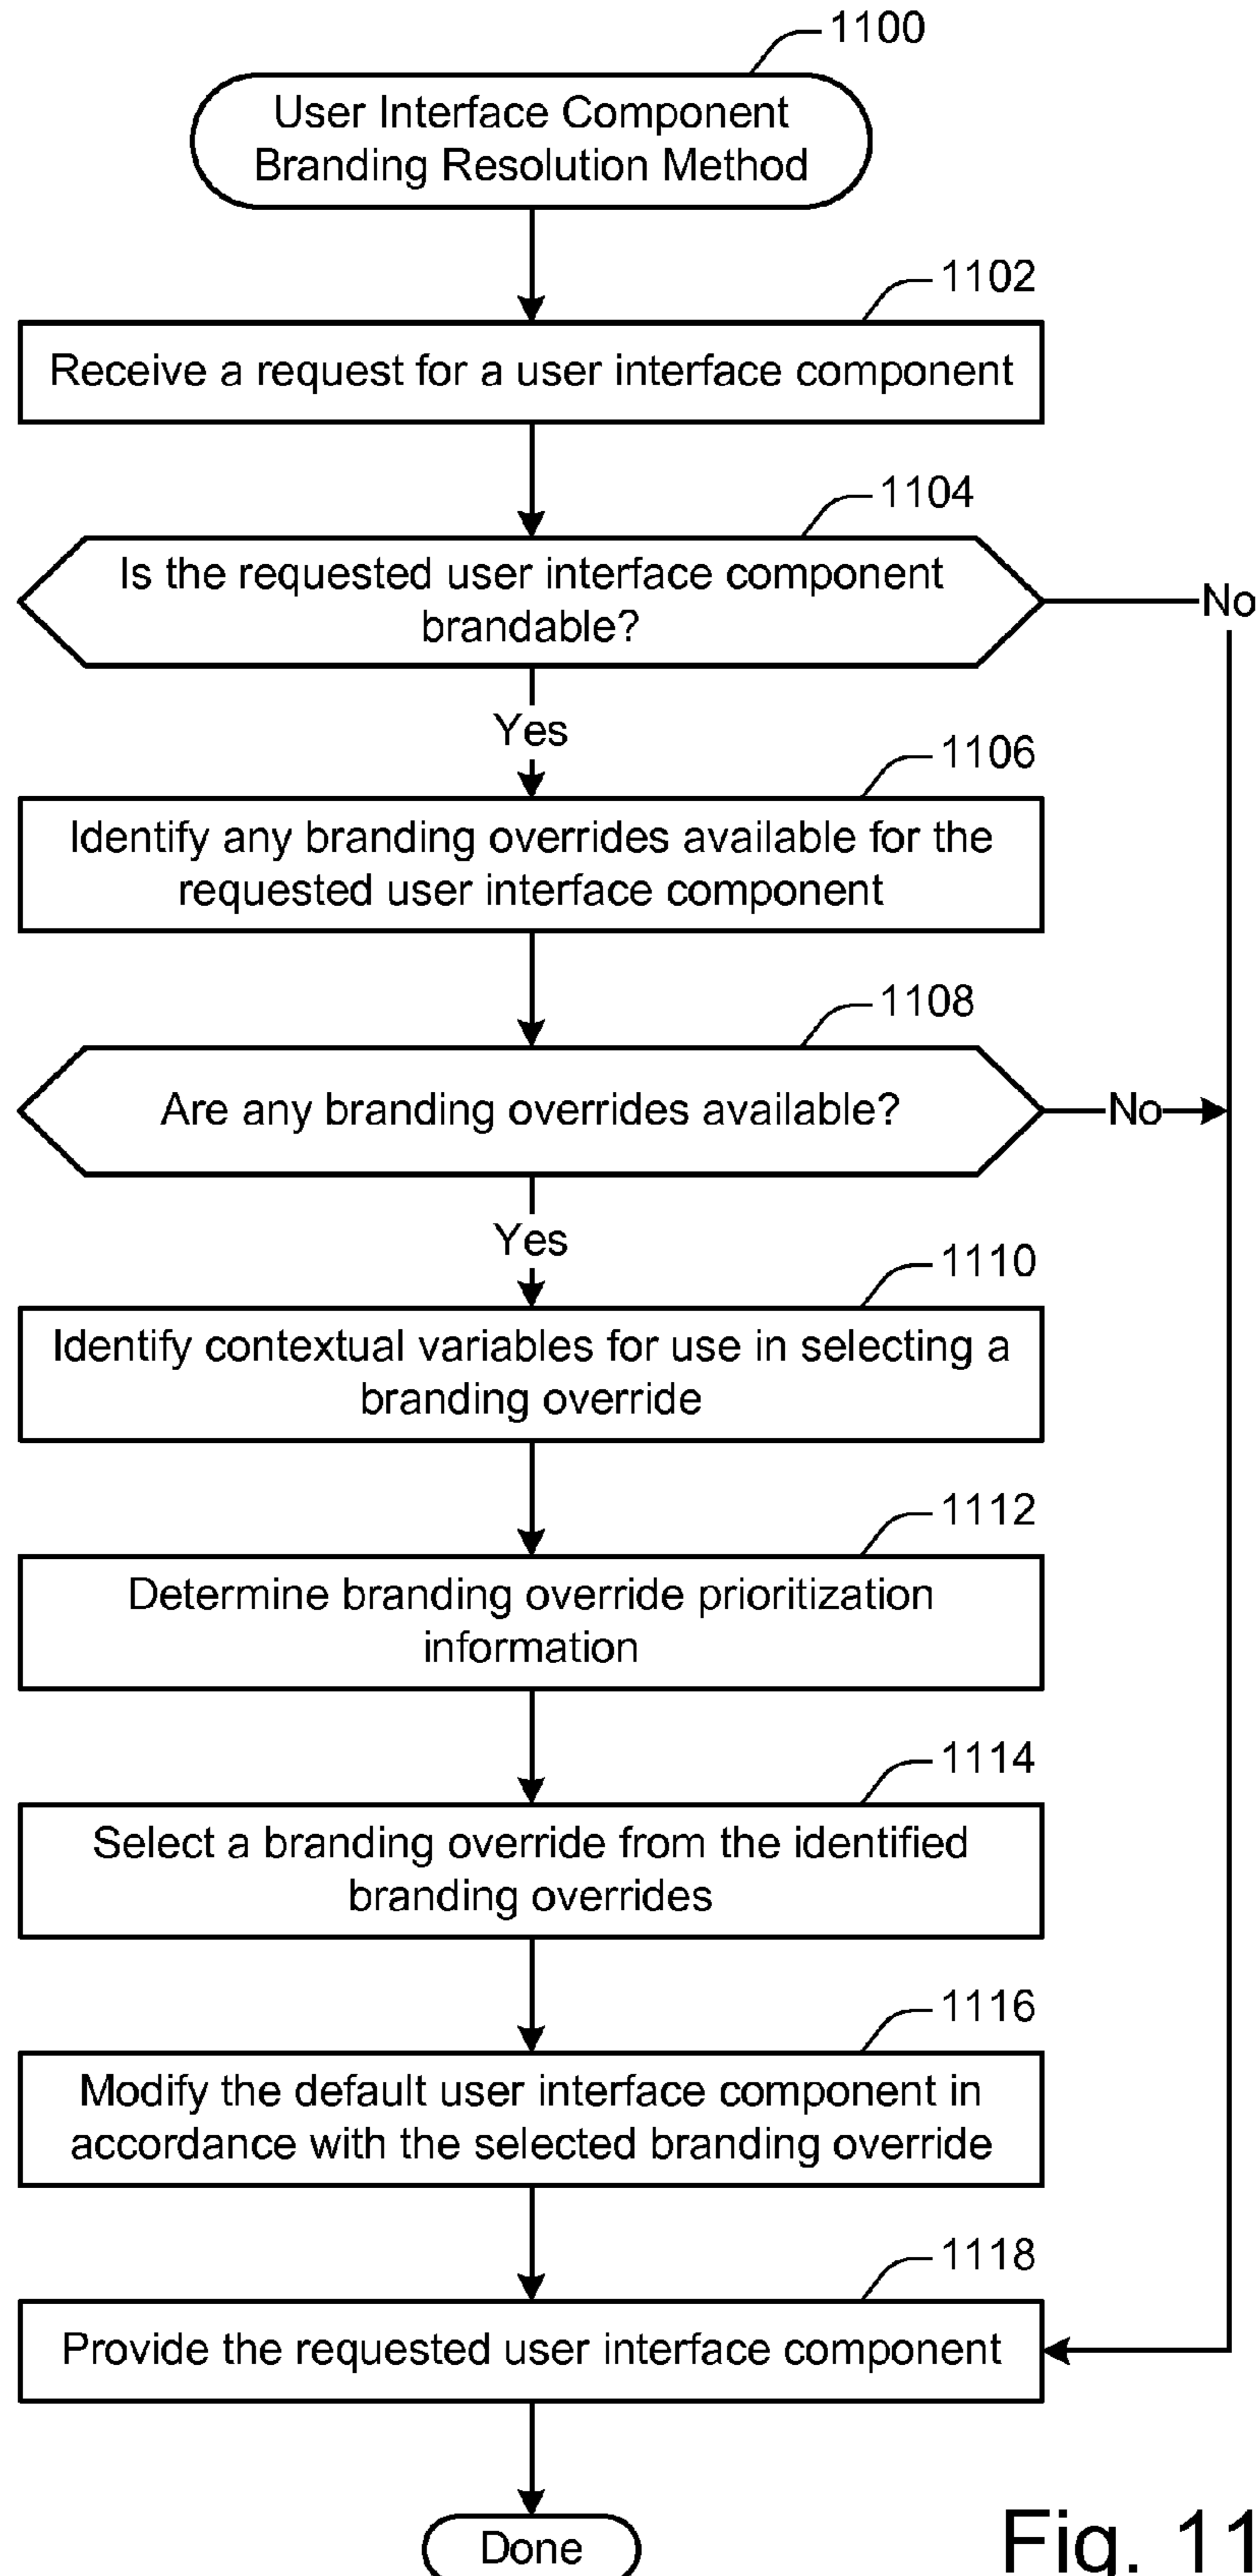 1100
User Interface Component
Branding Resolution Method
1102
Receive a request for a user interface component
1104
Is the requested user interface component
brandable?
No
Yes
1106
Identify any branding overrides available for the
requested user interface component
1108
Are any branding overrides available?
No
Yes
1110
Identify contextual variables for use in selecting a
branding override
1112
Determine branding override prioritization
information
1114
Select a branding override from the identified
branding overrides
1116
Modify the default user interface component in
accordance with the selected branding override
1118
Provide the requested user interface component
Done
Fig. 11